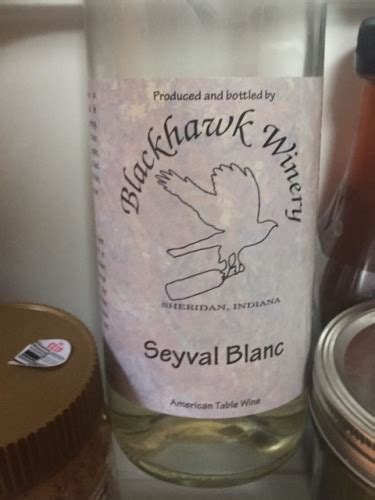 Produced and bottled by
Blackhawk Winery
SHERIDAN, INDIANA
Seyval Blanc
American Table Wine